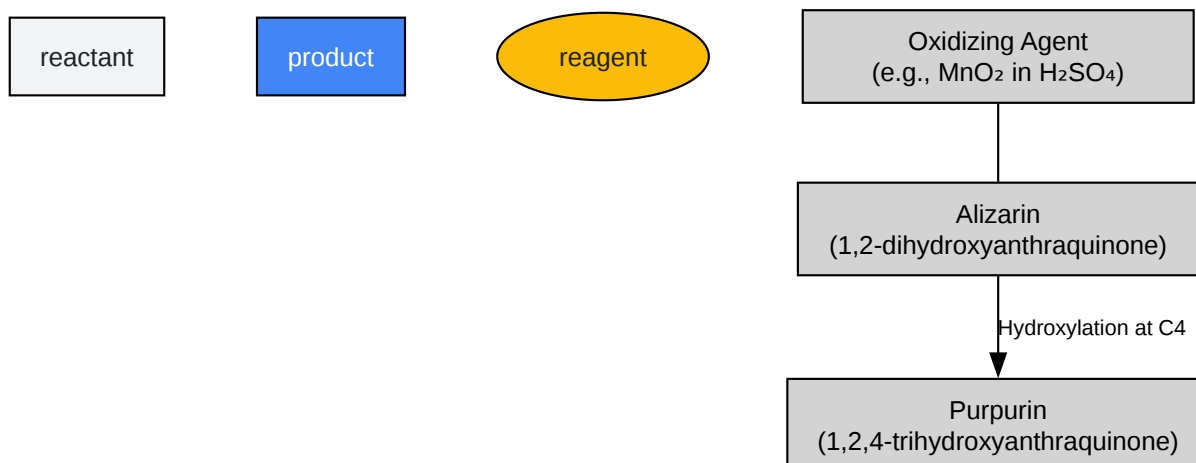 reactant
product
reagent
Oxidizing Agent
(e.g., MnO₂ in H₂SO₄)
Alizarin
(1,2-dihydroxyanthraquinone)
Hydroxylation at C4
Purpurin
(1,2,4-trihydroxyanthraquinone)